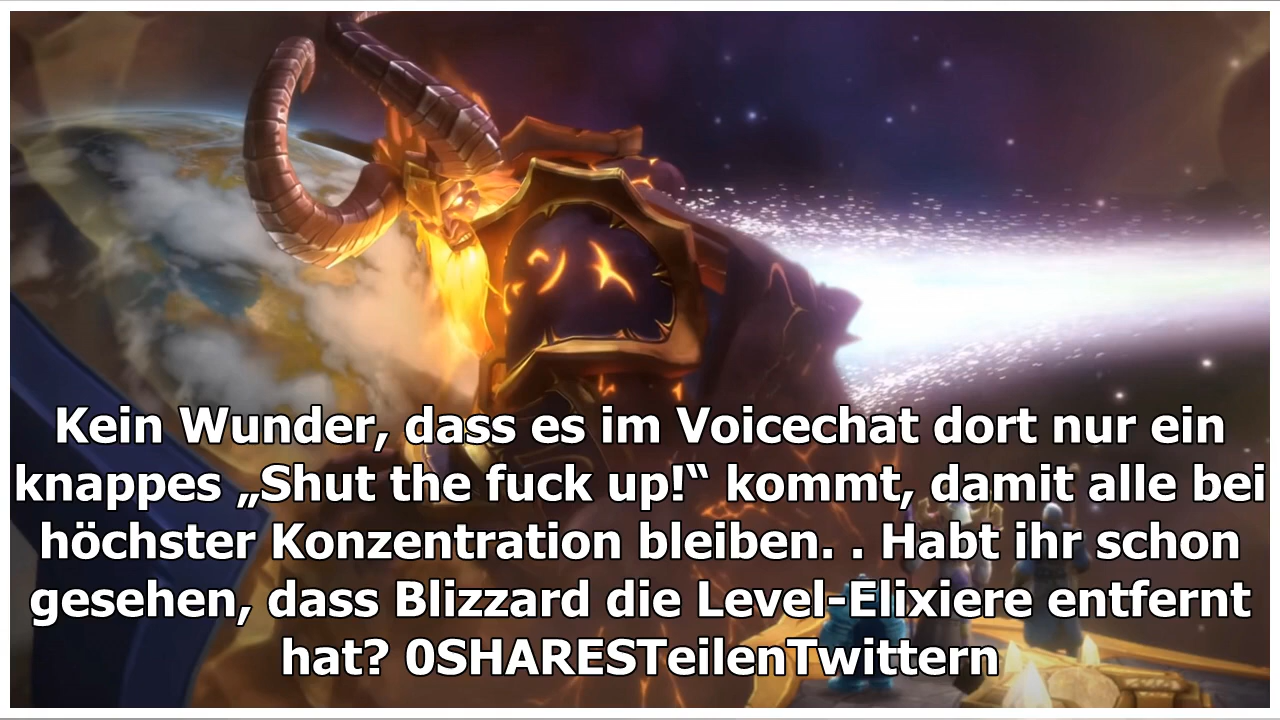 Kein Wunder, dass es im Voicechat dort nur ein
knappes „Shut the fuck up!“ kommt, damit alle bei
höchster Konzentration bleiben. . Habt ihr schon
gesehen, dass Blizzard die Level-Elixiere entfernt
hat? 0SHARESTeilenTwittern